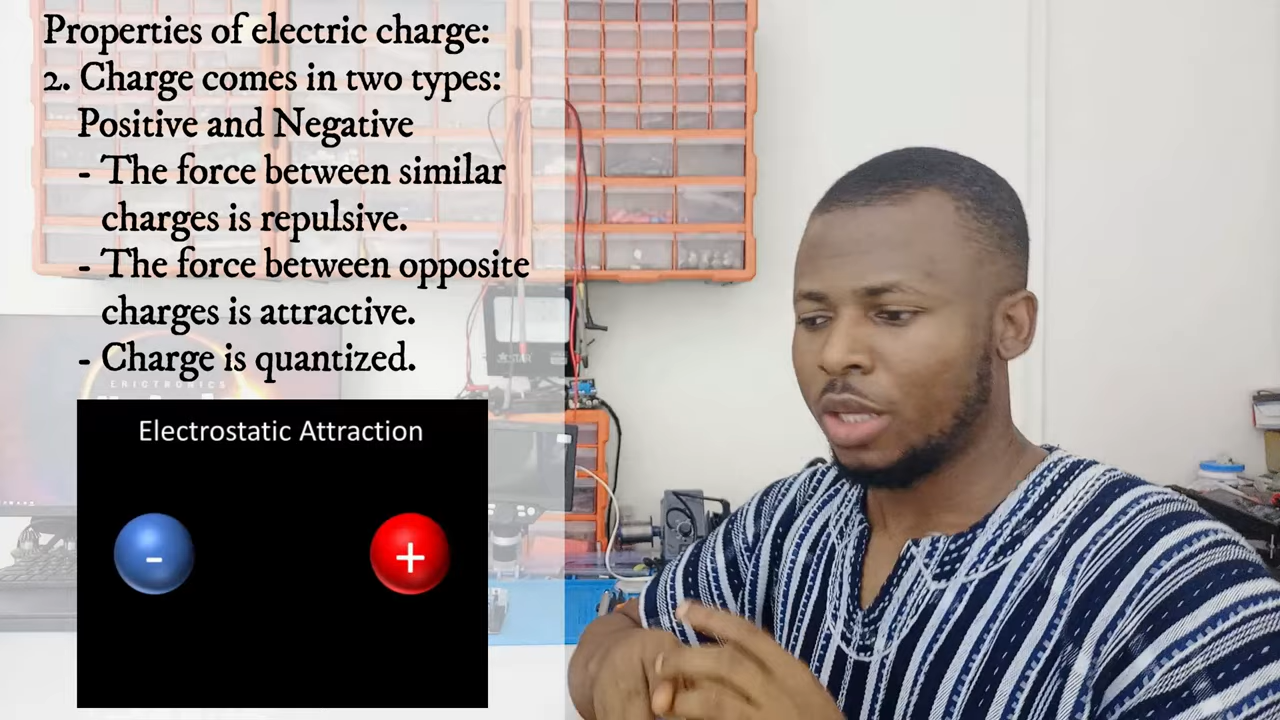 Properties of electric charge:
2. Charge comes in two types:
Positive and Negative
- The force between similar
charges is repulsive.
- The force between opposite
charges is attractive.
- Charge is quantized.
ERICTRONICS
Electrostatic Attraction
-
+